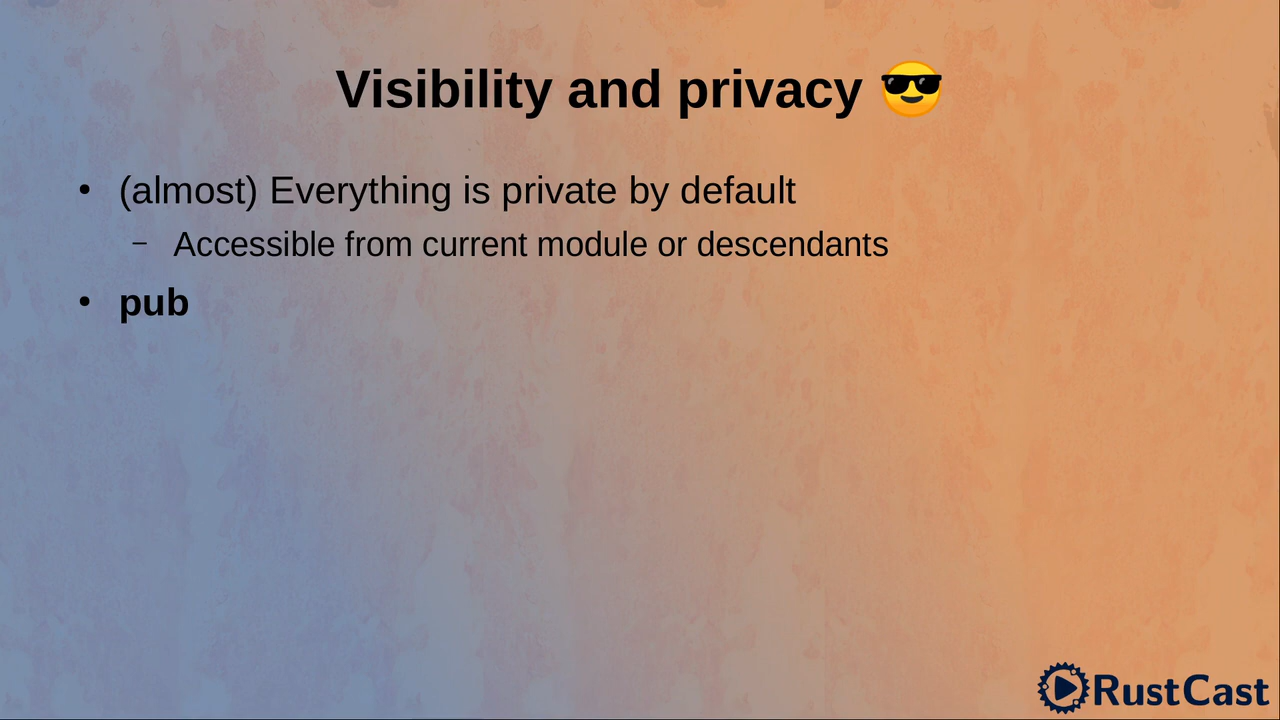 Visibility and privacy 😎
• (almost) Everything is private by default
– Accessible from current module or descendants
• pub
RustCast